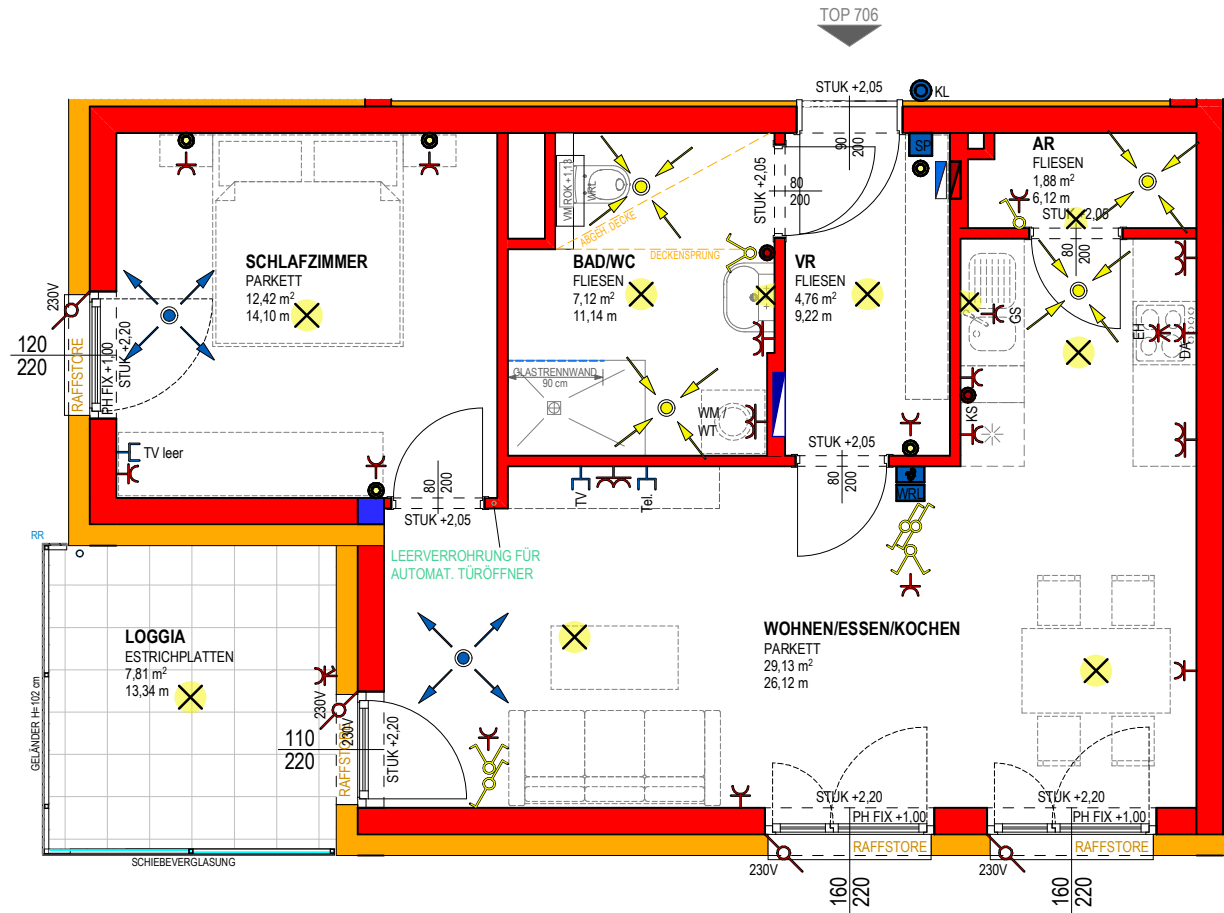 TOP 706
STUK +2,05
KL
90
200
SP
AR
FLIESEN
1,88 m²
6,12 m
STUK +2,05
80
200
VM ROK +1,18
WRL
ABGEH. DECKE
DECKENSPRUNG
STUK +2,05
80
200
SCHLAFZIMMER
PARKETT
12,42 m²
14,10 m
BAD/WC
FLIESEN
7,12 m²
11,14 m
VR
FLIESEN
4,76 m²
9,22 m
230V
120
220
RAFFSTORE
PH FIX +1,00
STUK +2,20
GS
EH
DA
KS
GLASTRENNWAND
90 cm
WM
WT
TV leer
STUK +2,05
80
200
80
200
STUK +2,05
TV
Tel.
WRL
RR
LEERVERROHRUNG FÜR
AUTOMAT. TÜRÖFFNER
LOGGIA
ESTRICHPLATTEN
7,81 m²
13,34 m
WOHNEN/ESSEN/KOCHEN
PARKETT
29,13 m²
26,12 m
GELÄNDER H=102 cm
230V
230V
110
220
RAFFSTORE
STUK +2,20
STUK +2,20
PH FIX +1,00
RAFFSTORE
230V
160
220
STUK +2,20
PH FIX +1,00
RAFFSTORE
230V
160
220
SCHIEBEVERGLASUNG